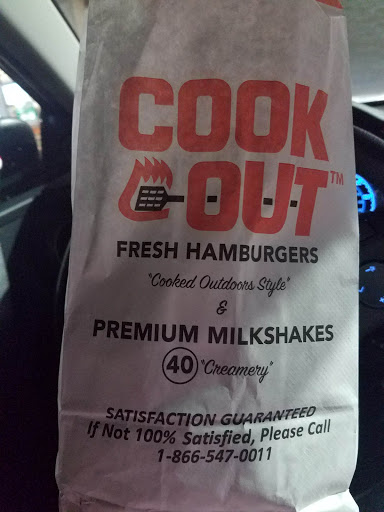 COOK
OUT™
FRESH HAMBURGERS
"Cooked Outdoors Style"
&
PREMIUM MILKSHAKES
40 "Creamery"
SATISFACTION GUARANTEED
If Not 100% Satisfied, Please Call
1-866-547-0011